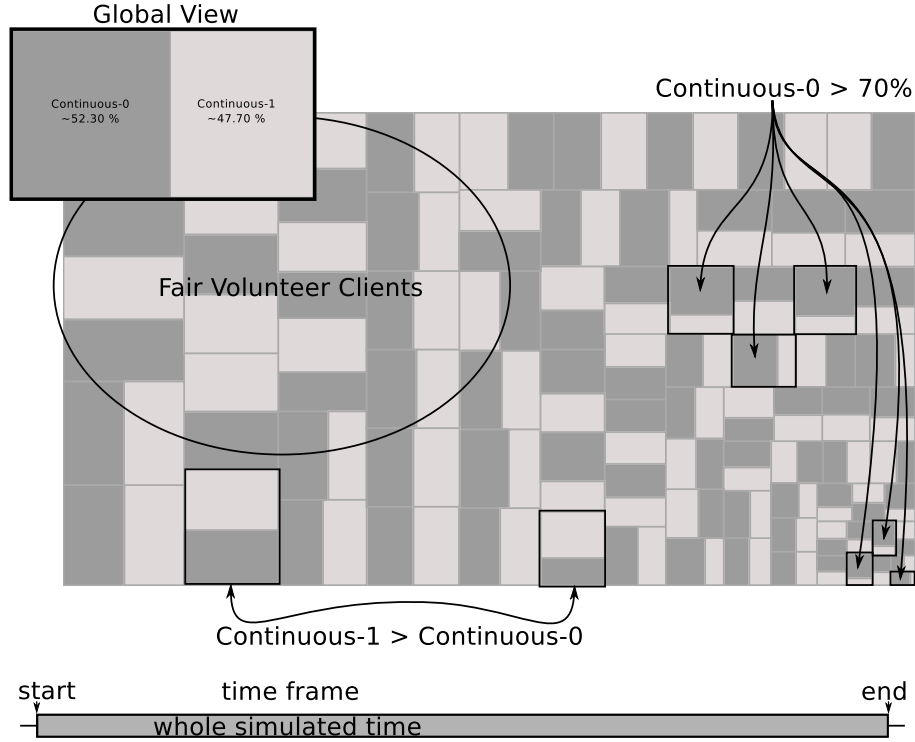 Global View
Continuous-0
~52.30 %
Continuous-1
~47.70 %
Continuous-0 > 70%
Fair Volunteer Clients
Continuous-1 > Continuous-0
start
time frame
end
whole simulated time